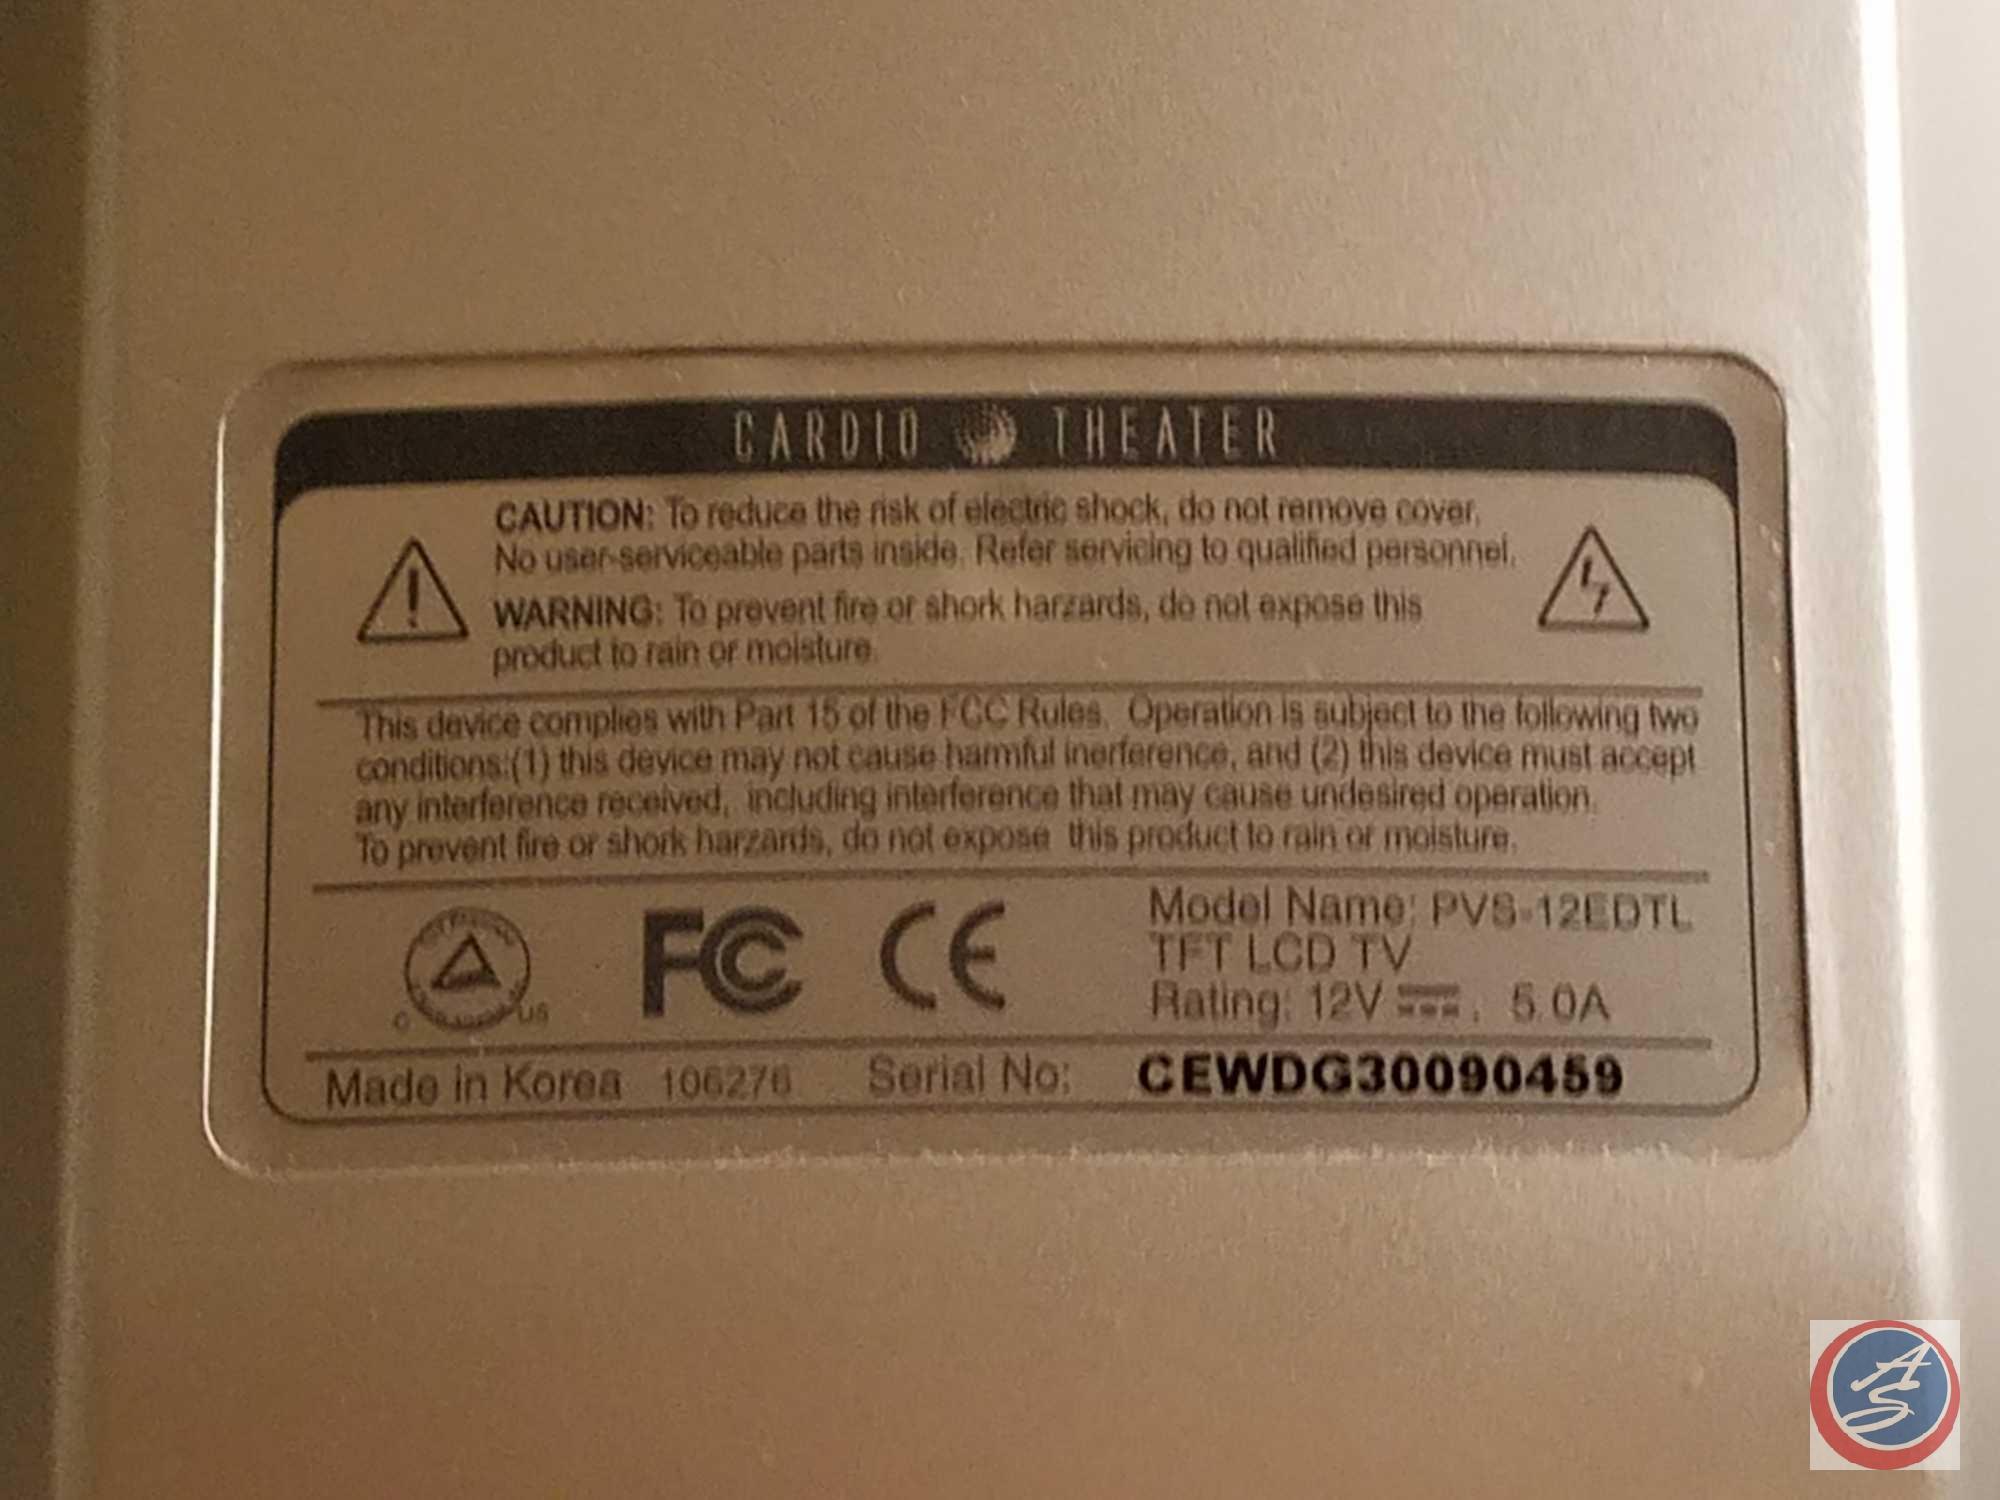 CARDIO THEATER
CAUTION: To reduce the risk of electric shock, do not remove cover.
No user-serviceable parts inside. Refer servicing to qualified personnel.
WARNING: To prevent fire or shork harzards, do not expose this
product to rain or moisture.
This device complies with Part 15 of the FCC Rules. Operation is subject to the following two
conditions:(1) this device may not cause harmful inerference, and (2) this device must accept
any interference received, including interference that may cause undesired operation.
To prevent fire or shork harzards, do not expose this product to rain or moisture.
C US
FC CE
Model Name: PVS-12EDTL
TFT LCD TV
Rating: 12V , 5.0A
Made in Korea 106276 Serial No: CEWDG30090459
AS